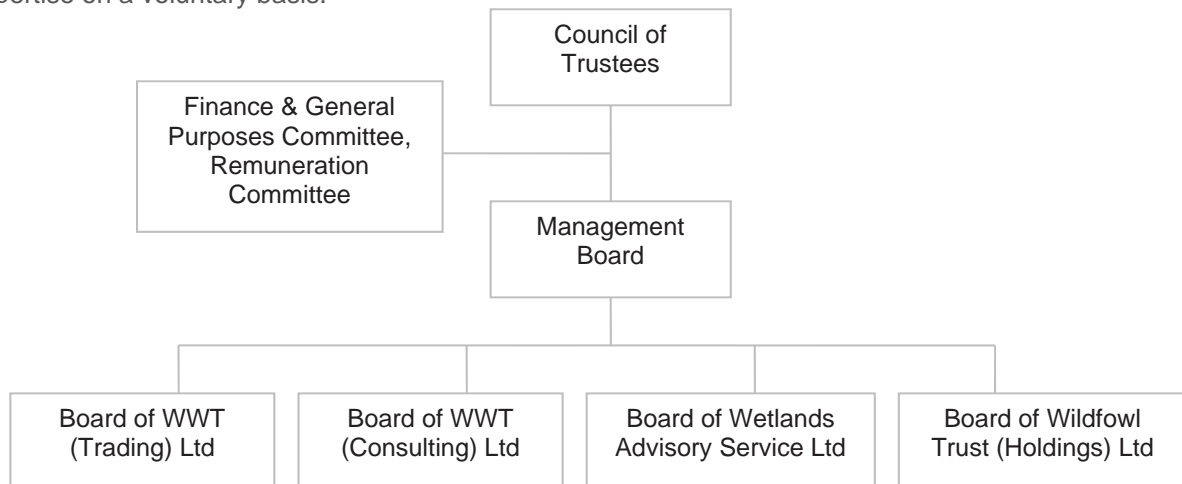 on a voluntary basis.
Council of
Trustees
Finance & General
Purposes Committee,
Remuneration
Committee
Management
Board
Board of WWT
(Trading) Ltd
Board of WWT
(Consulting) Ltd
Board of Wetlands
Advisory Service Ltd
Board of Wildfowl
Trust (Holdings) Ltd